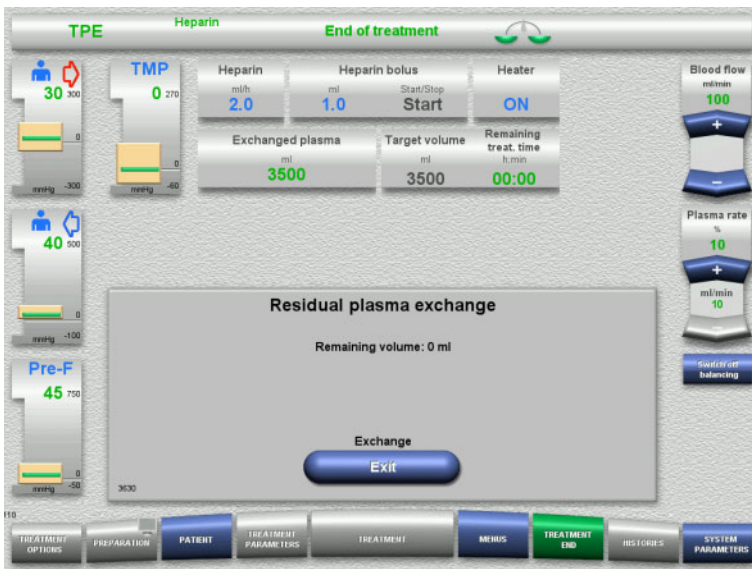 TPE
Heparin
End of treatment
30
300
0
-300
mmHg
TMP
0
270
0
-60
mmHg
Heparin
ml/h
2.0
Heparin bolus
ml
1.0
Start/Stop
Start
Heater
ON
Exchanged plasma
ml
3500
Target volume
ml
3500
Remaining
treat. time
h:min
00:00
Blood flow
ml/min
100
+
−
40
500
0
-100
mmHg
Plasma rate
%
10
+
ml/min
10
−
Switch off
balancing
Pre-F
45
750
0
-50
mmHg
Residual plasma exchange
Remaining volume: 0 ml
Exchange
Exit
3630
TREATMENT
OPTIONS
PREPARATION
PATIENT
TREATMENT
PARAMETERS
TREATMENT
MENUS
TREATMENT
END
HISTORIES
SYSTEM
PARAMETERS